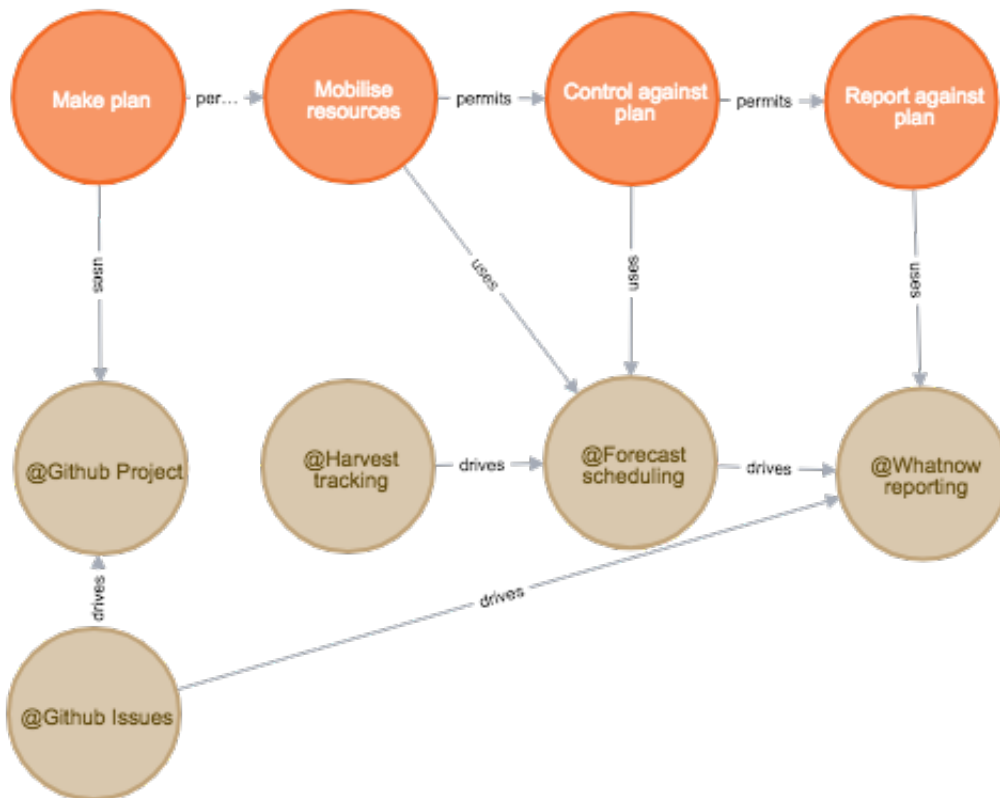 Make plan
per...
Mobilise
resources
permits
Control against
plan
permits
Report against
plan
uses
uses
uses
uses
@Github Project
@Harvest
tracking
drives
@Forecast
scheduling
drives
@Whatnow
reporting
drives
drives
@Github Issues